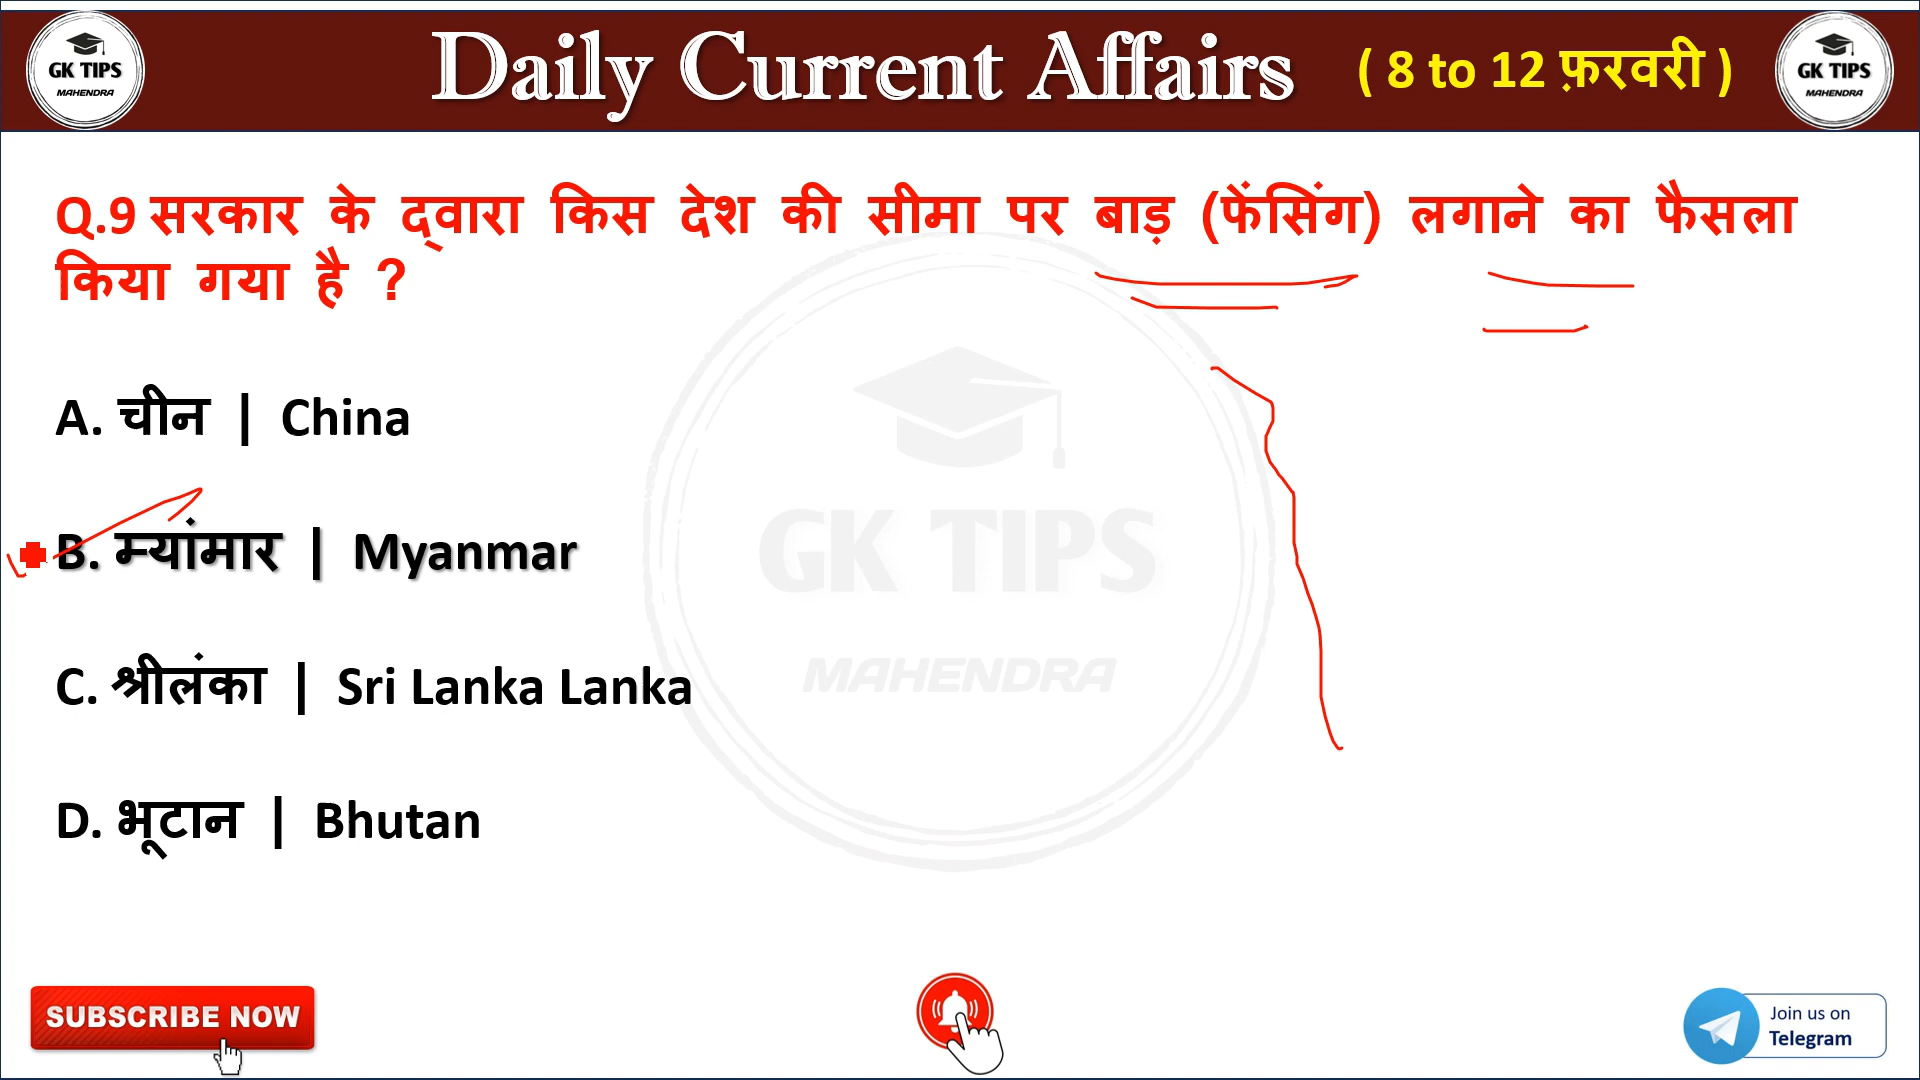 GK TIPS
MAHENDRA
Daily Current Affairs
( 8 to 12 फ़रवरी )
GK TIPS
MAHENDRA
Q.9 सरकार के द्वारा किस देश की सीमा पर बाड़ (फेंसिंग) लगाने का फैसला
किया गया है ?
A. चीन | China
B. म्यांमार | Myanmar
C. श्रीलंका | Sri Lanka Lanka
D. भूटान | Bhutan
GK TIPS
MAHENDRA
SUBSCRIBE NOW
Join us on
Telegram